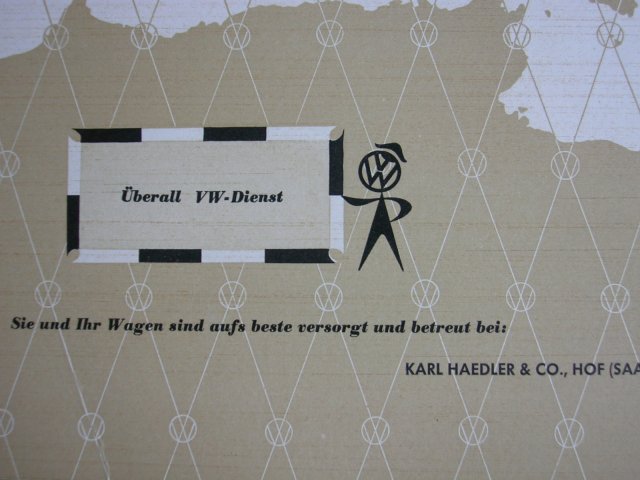 Überall VW-Dienst
Sie und Ihr Wagen sind aufs beste versorgt und betreut bei:
KARL HAEDLER & CO., HOF (SAA